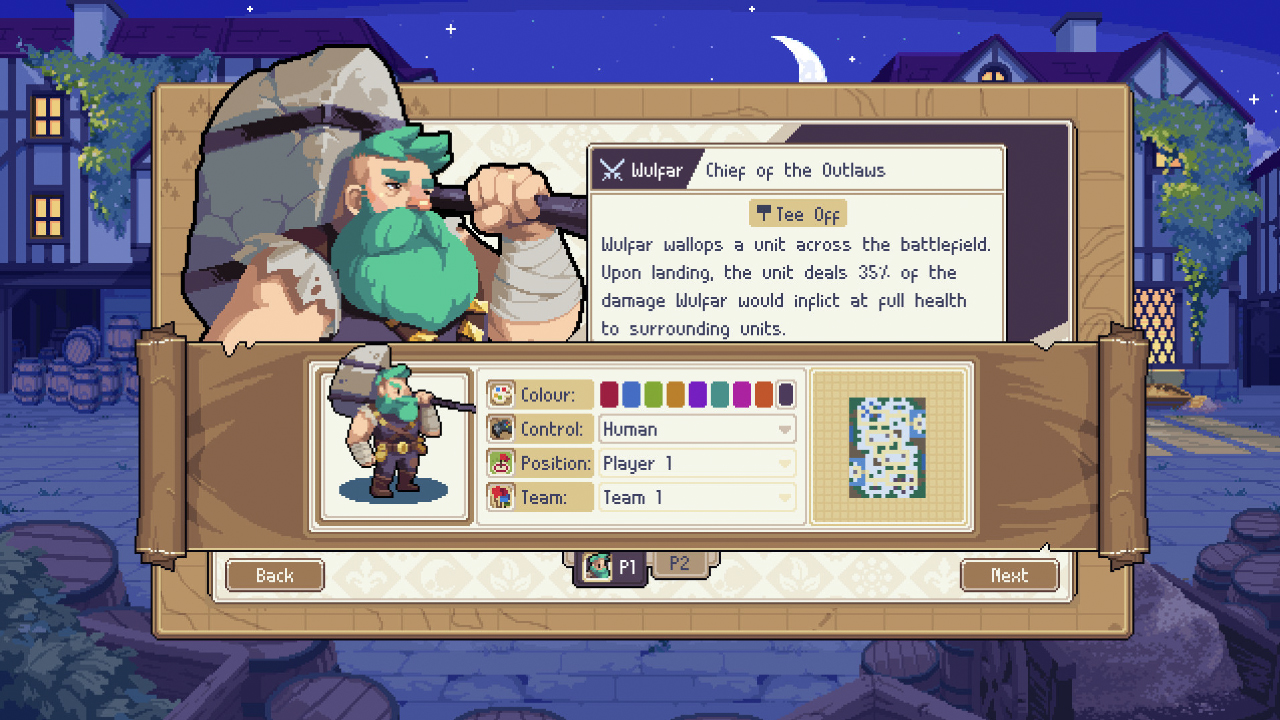 Wulfar
Chief of the Outlaws
Tee Off
Wulfar wallops a unit across the battlefield.
Upon landing, the unit deals 35% of the
damage Wulfar would inflict at full health
to surrounding units.
Colour:
Control: Human
Position: Player 1
Team: Team 1
Back
P1
P2
Next